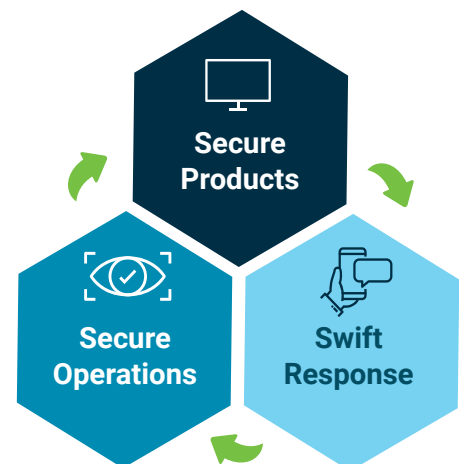 Secure
Products
Secure
Operations
Swift
Response